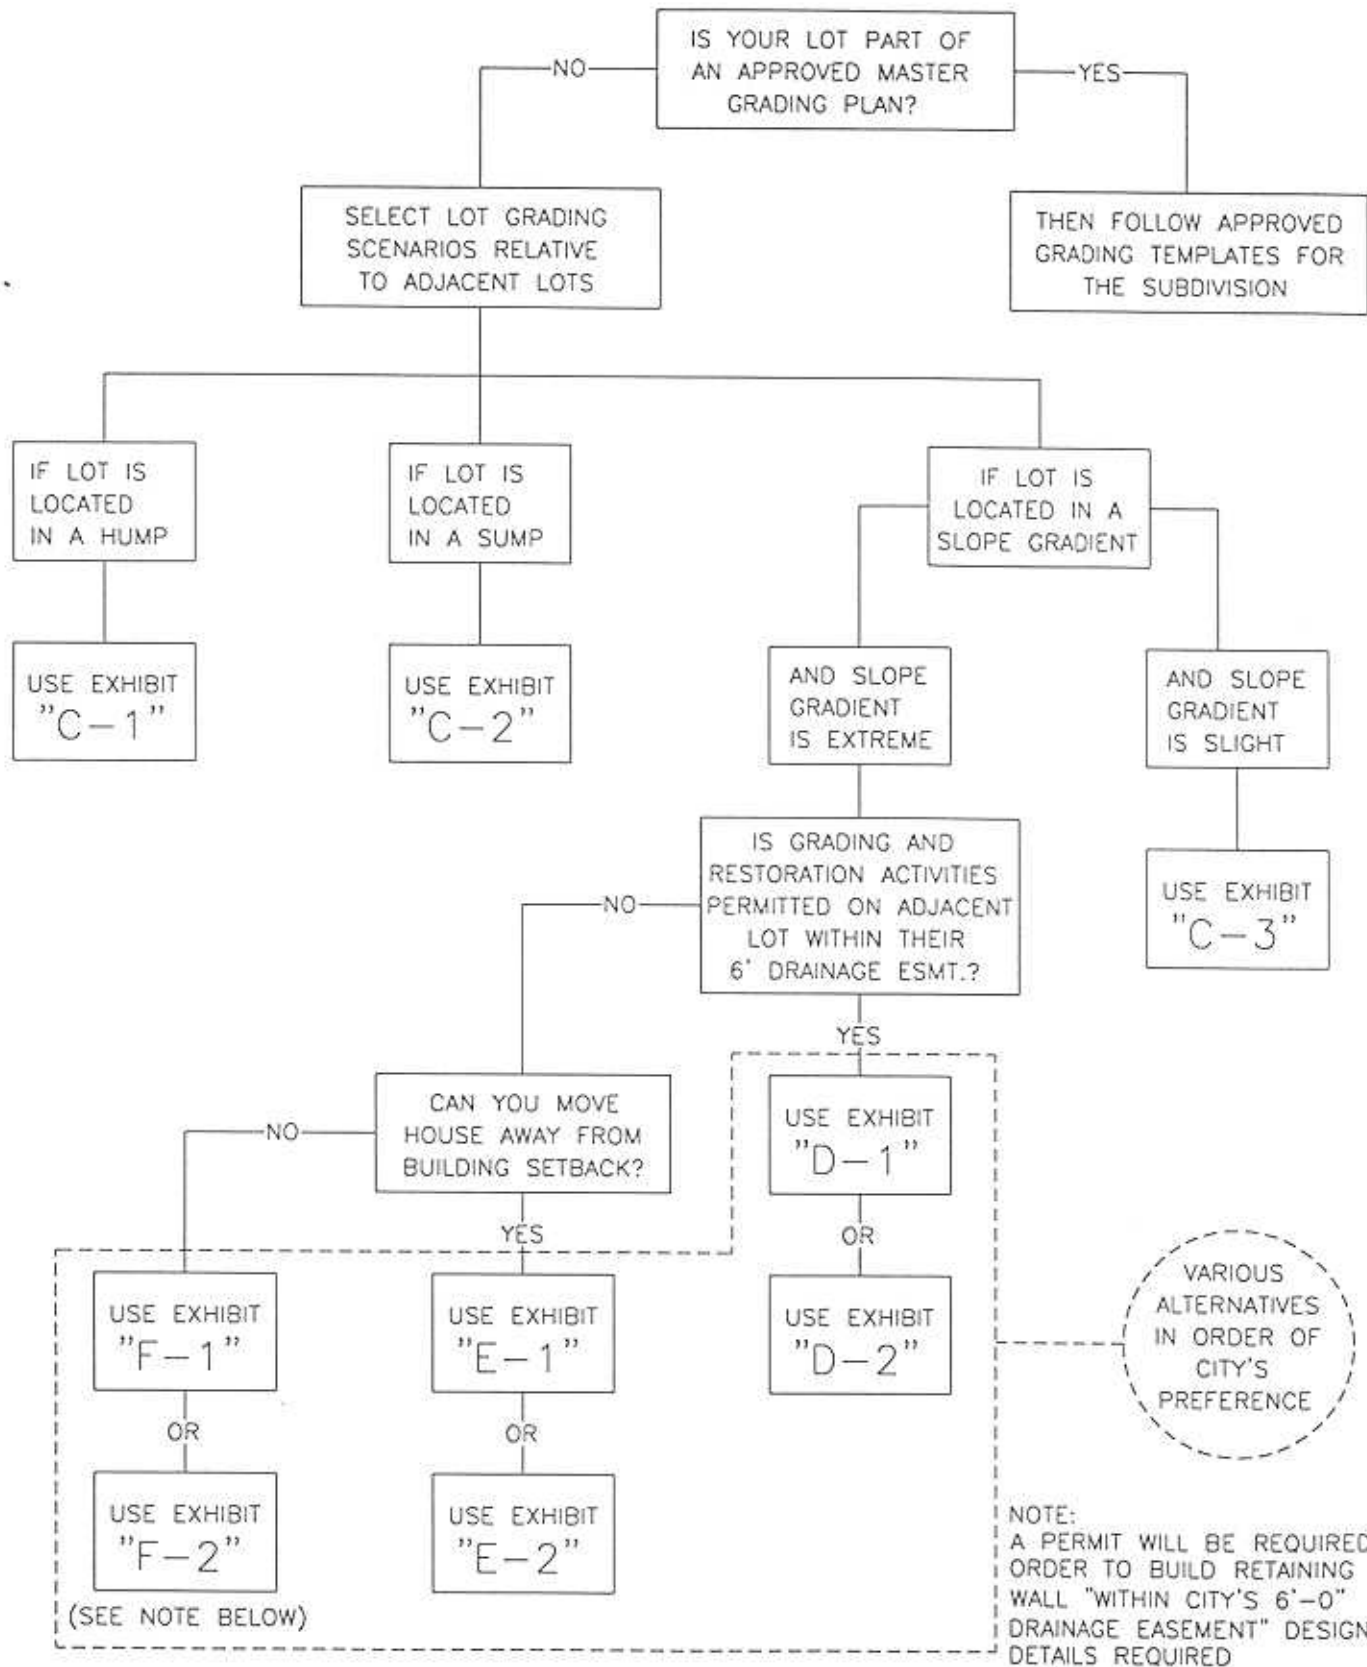 IS YOUR LOT PART OF
AN APPROVED MASTER
GRADING PLAN?
NO
YES
SELECT LOT GRADING
SCENARIOS RELATIVE
TO ADJACENT LOTS
THEN FOLLOW APPROVED
GRADING TEMPLATES FOR
THE SUBDIVISION
IF LOT IS
LOCATED
IN A HUMP
IF LOT IS
LOCATED
IN A SUMP
IF LOT IS
LOCATED IN A
SLOPE GRADIENT
USE EXHIBIT
"C-1"
USE EXHIBIT
"C-2"
AND SLOPE
GRADIENT
IS EXTREME
AND SLOPE
GRADIENT
IS SLIGHT
IS GRADING AND
RESTORATION ACTIVITIES
PERMITTED ON ADJACENT
LOT WITHIN THEIR
6' DRAINAGE ESMT.?
USE EXHIBIT
"C-3"
NO
YES
CAN YOU MOVE
HOUSE AWAY FROM
BUILDING SETBACK?
NO
YES
USE EXHIBIT
"D-1"
OR
USE EXHIBIT
"D-2"
USE EXHIBIT
"F-1"
OR
USE EXHIBIT
"F-2"
(SEE NOTE BELOW)
USE EXHIBIT
"E-1"
OR
USE EXHIBIT
"E-2"
VARIOUS
ALTERNATIVES
IN ORDER OF
CITY'S
PREFERENCE
NOTE:
A PERMIT WILL BE REQUIRED
ORDER TO BUILD RETAINING
WALL "WITHIN CITY'S 6'-0"
DRAINAGE EASEMENT" DESIGN
DETAILS REQUIRED